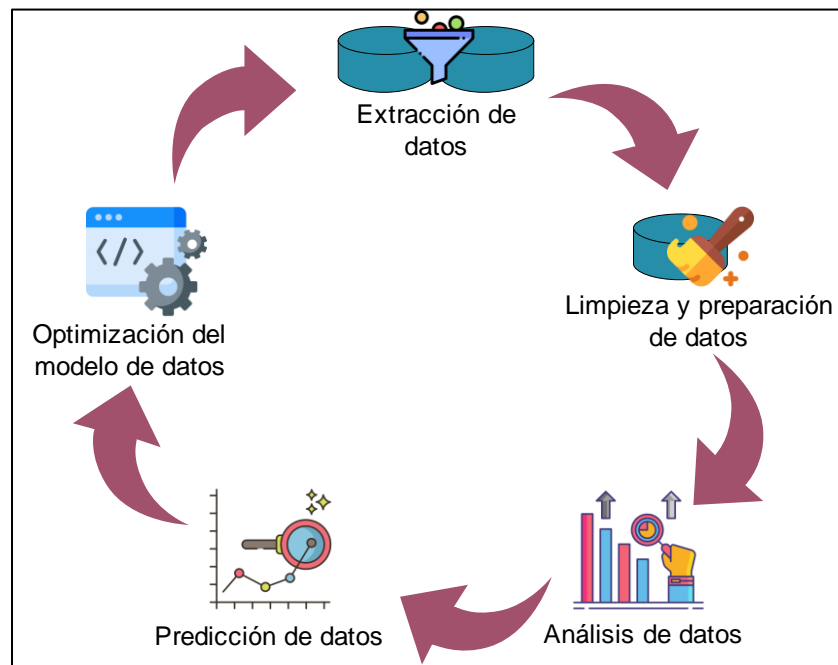 Extracción de
datos
Limpieza y preparación
de datos
Análisis de datos
Predicción de datos
Optimización del
modelo de datos
</>